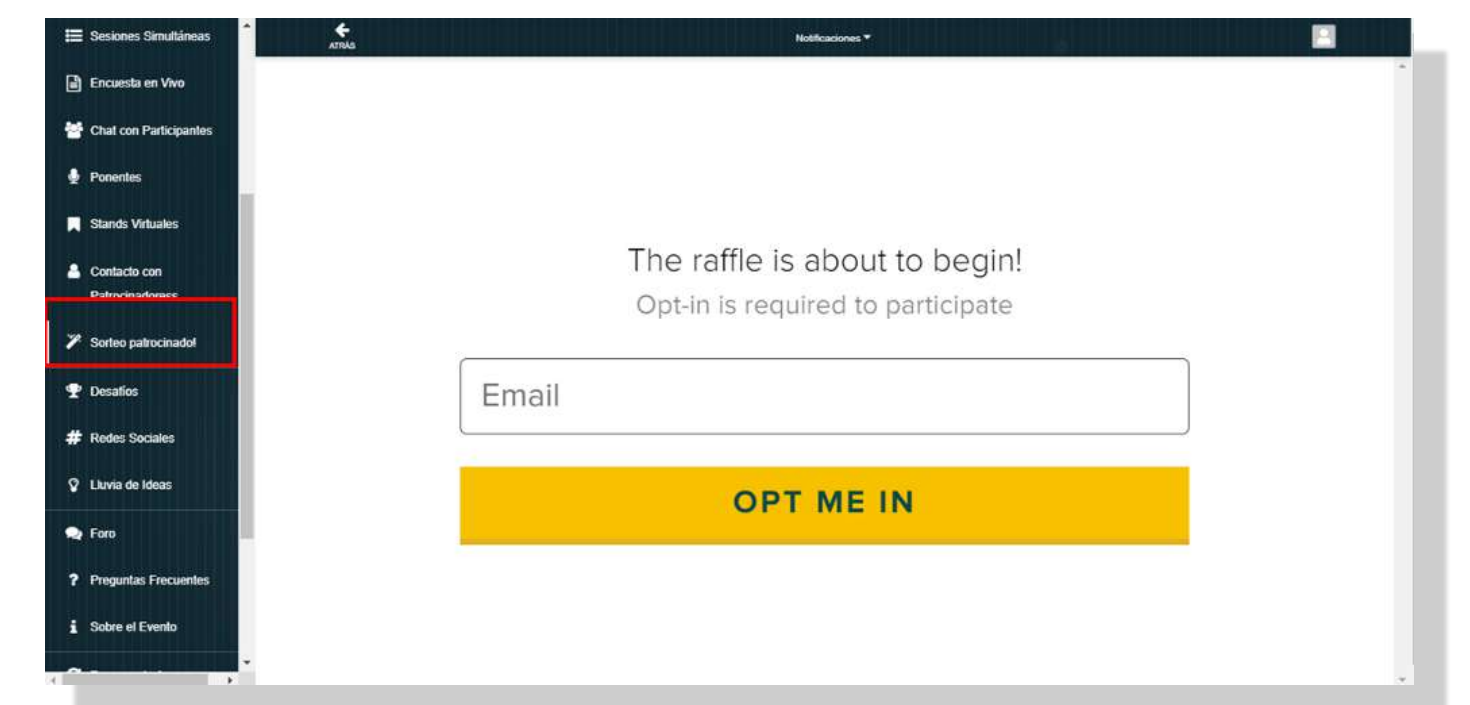 Sesiones Simultáneas
ATRÁS
Notificaciones
Encuesta en Vivo
Chat con Participantes
Ponentes
Stands Virtuales
Contacto con
Patrocinadoress
Sorteo patrocinado!
Desafíos
# Redes Sociales
Lluvia de Ideas
Foro
? Preguntas Frecuentes
i Sobre el Evento
The raffle is about to begin!
Opt-in is required to participate
Email
OPT ME IN